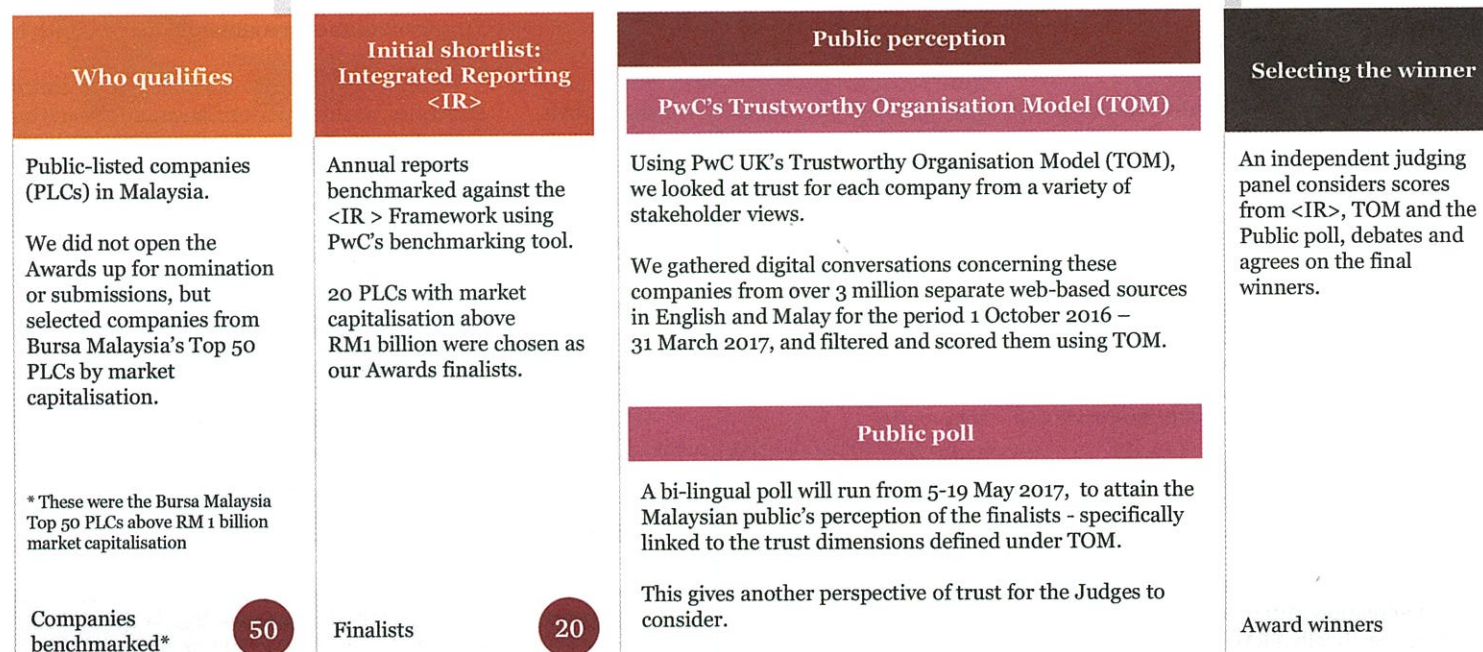 Who qualifies
Public-listed companies
(PLCs) in Malaysia.
We did not open the
Awards up for nomination
or submissions, but
selected companies from
Bursa Malaysia's Top 50
PLCs by market
capitalisation.
* These were the Bursa Malaysia
Top 50 PLCs above RM 1 billion
market capitalisation
Companies
benchmarked*
50
Initial shortlist:
Integrated Reporting
<IR>
Annual reports
benchmarked against the
<IR > Framework using
PwC's benchmarking tool.
20 PLCs with market
capitalisation above
RM1 billion were chosen as
our Awards finalists.
Finalists
20
Public perception
PwC's Trustworthy Organisation Model (TOM)
Using PwC UK's Trustworthy Organisation Model (TOM),
we looked at trust for each company from a variety of
stakeholder views.
We gathered digital conversations concerning these
companies from over 3 million separate web-based sources
in English and Malay for the period 1 October 2016 –
31 March 2017, and filtered and scored them using TOM.
Public poll
A bi-lingual poll will run from 5-19 May 2017, to attain the
Malaysian public's perception of the finalists - specifically
linked to the trust dimensions defined under TOM.
This gives another perspective of trust for the Judges to
consider.
Selecting the winner
An independent judging
panel considers scores
from <IR>, TOM and the
Public poll, debates and
agrees on the final
winners.
Award winners